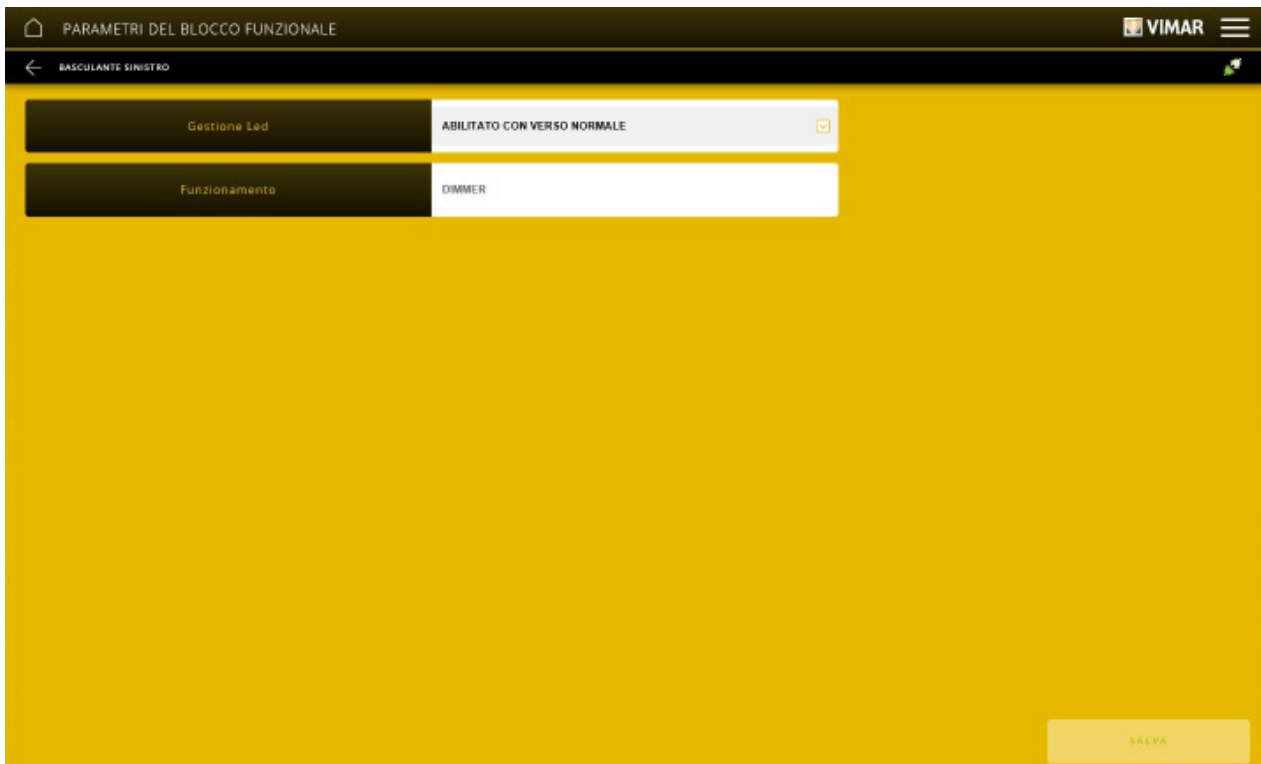 PARAMETRI DEL BLOCCO FUNZIONALE
VIMAR
BASCULANTE SINISTRO
Gestione Led
ABILITATO CON VERSO NORMALE
Funzionamento
DIMMER
SALVA